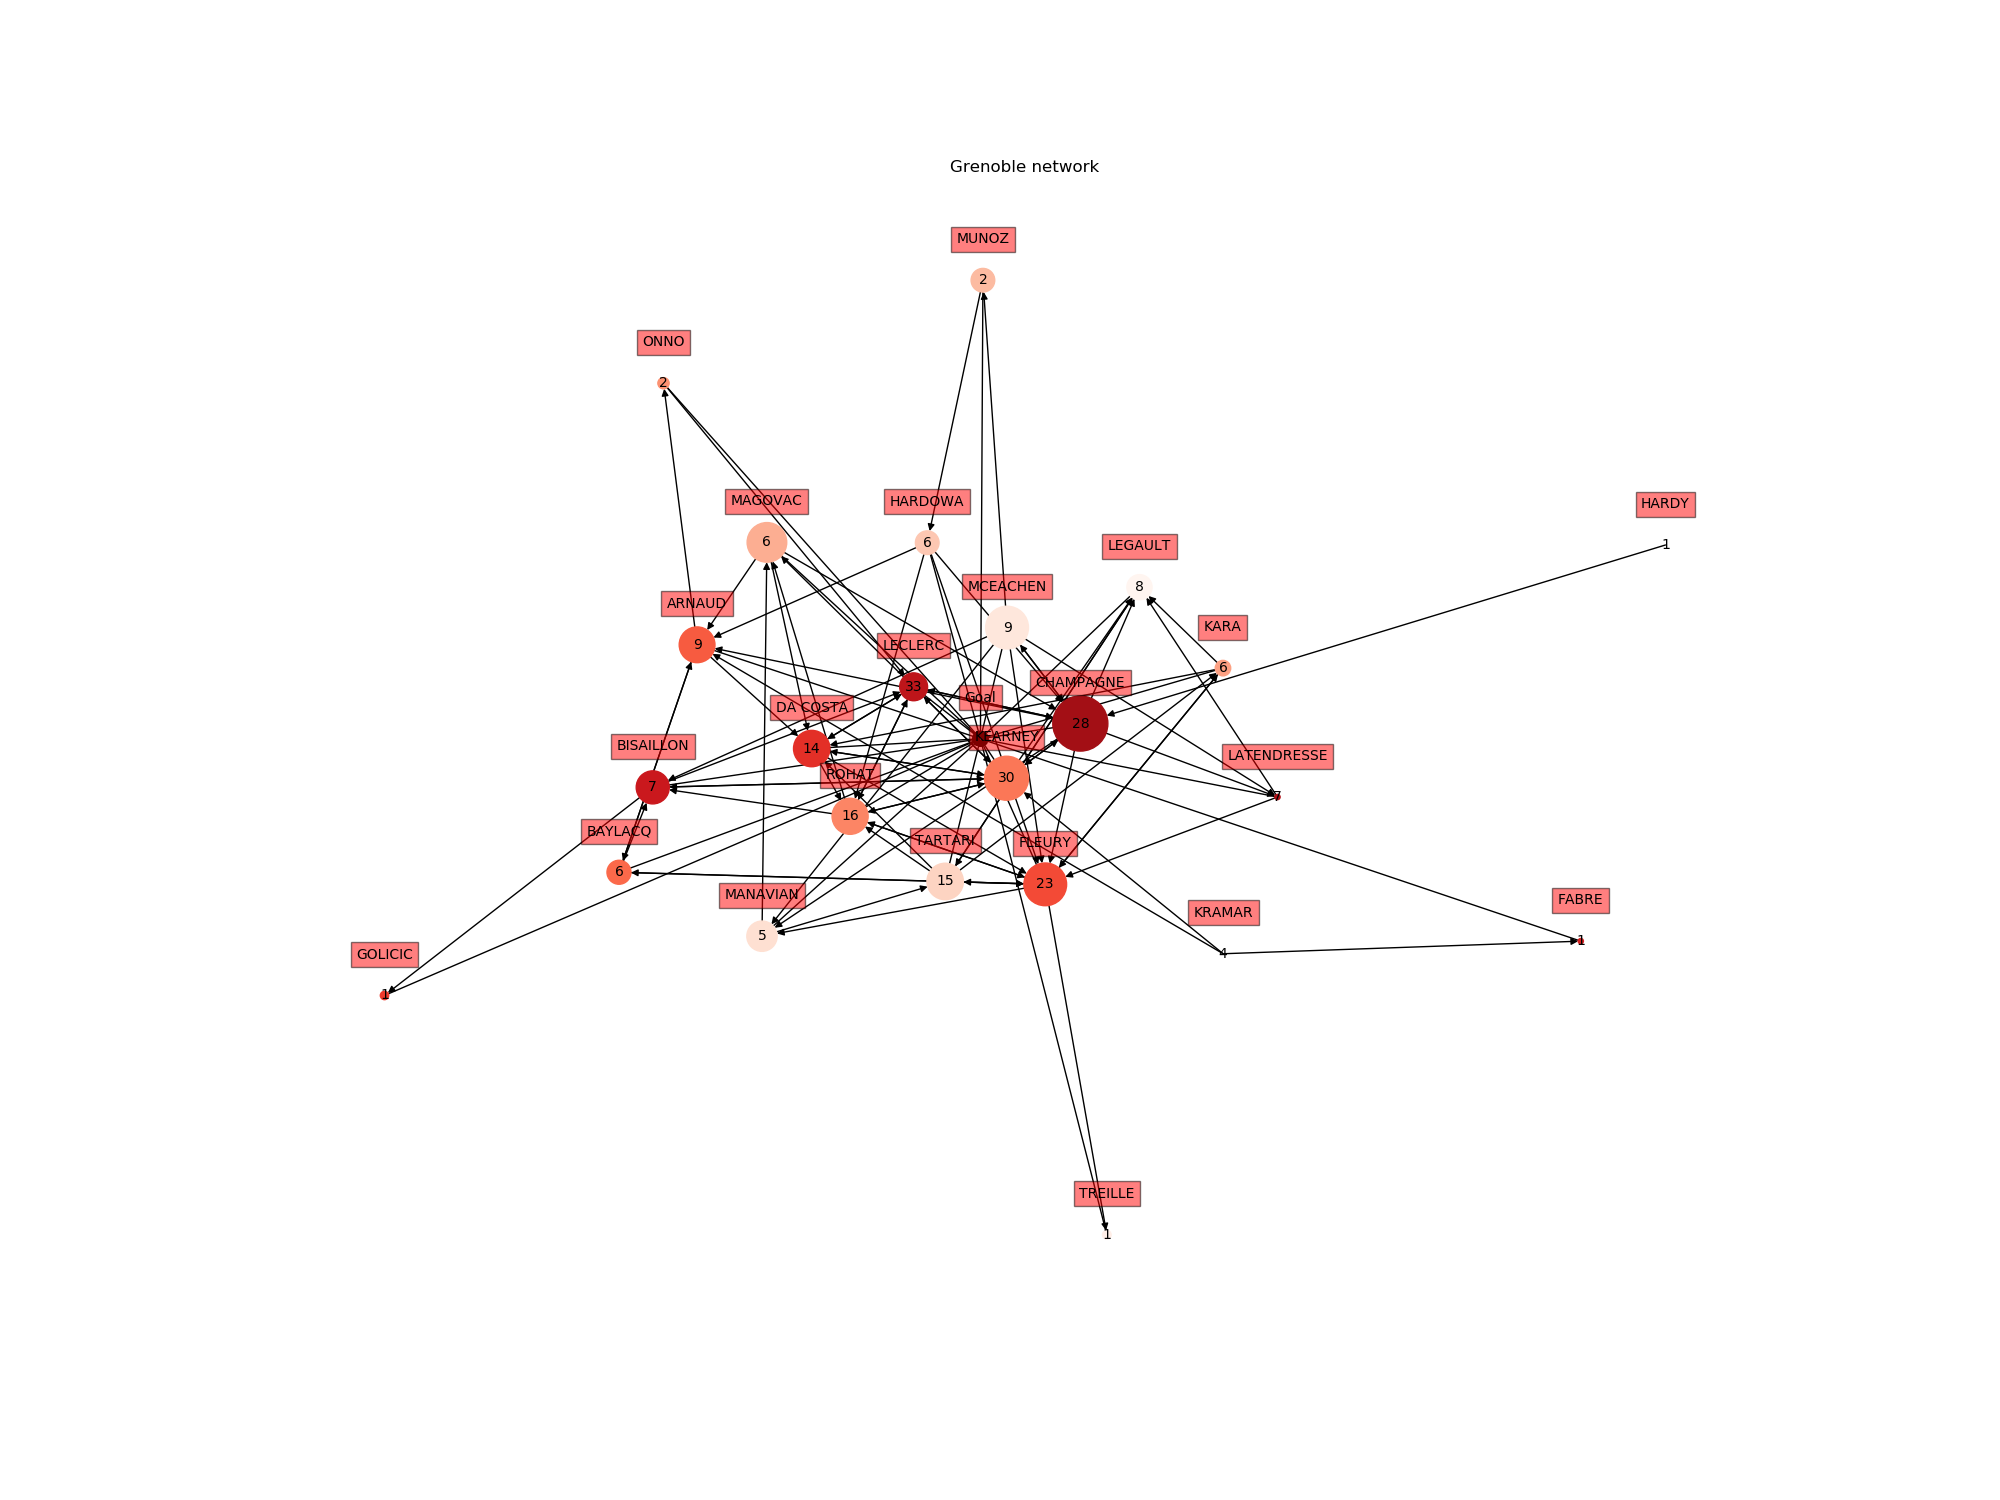 Grenoble network
MUNOZ
2
ONNO
2
MAGOVAC
6
HARDOWA
6
HARDY
1
LEGAULT
8
MCEACHEN
9
ARNAUD
9
KARA
6
LECLERC
33
CHAMPAGNE
28
Goal
DA COSTA
14
KEARNEY
30
BISAILLON
7
LATENDRESSE
7
ROHAT
16
BAYLACQ
6
TARTARI
15
FLEURY
23
MANAVIAN
5
KRAMAR
4
FABRE
1
GOLICIC
1
TREILLE
1